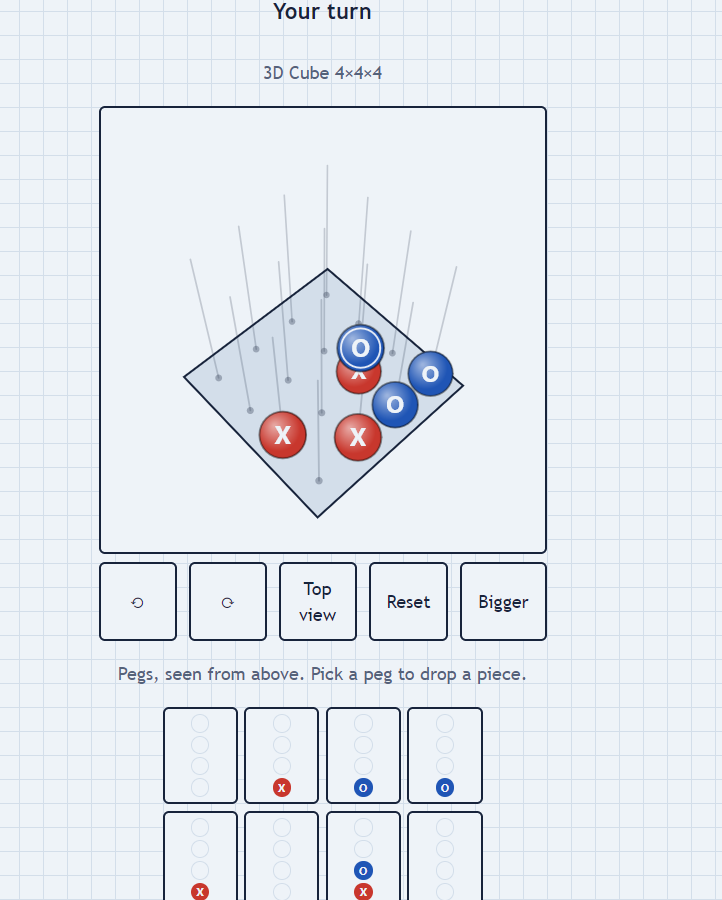 Your turn
3D Cube 4×4×4
O
X
O
O
X
X
⟲
⟳
Top
view
Reset
Bigger
Pegs, seen from above. Pick a peg to drop a piece.
X
O
O
O
X
X